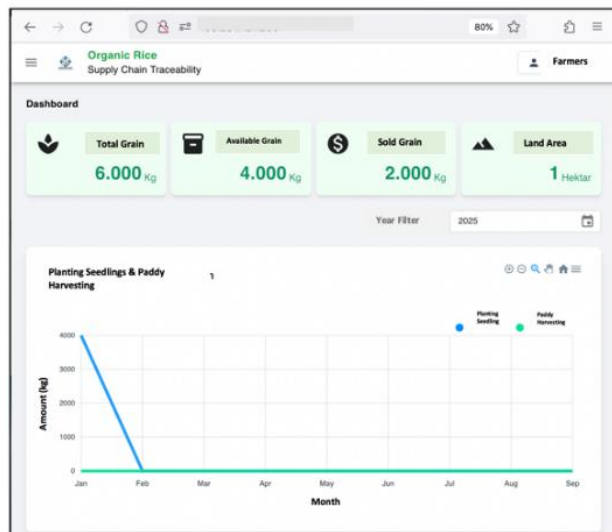 80%
Organic Rice
Supply Chain Traceability
Farmers
Dashboard
Total Grain
6.000 Kg
Available Grain
4.000 Kg
Sold Grain
2.000 Kg
Land Area
1 Hektar
Year Filter
2025
Planting Seedlings & Paddy
Harvesting
Planting
Seedling
Paddy
Harvesting
4000
3000
2000
1000
0
Amount (kg)
Jan Feb Mar Apr May Jun Jul Aug Sep
Month